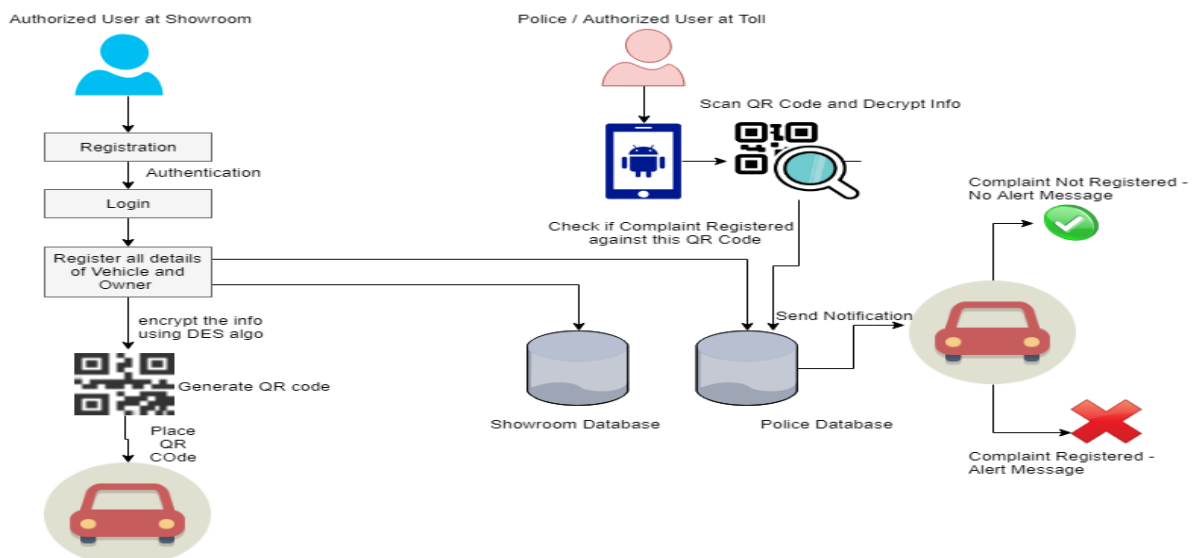 Authorized User at Showroom
Registration
Authentication
Login
Register all details
of Vehicle and
Owner
encrypt the info
using DES algo
Generate QR code
Place
QR
COde
Police / Authorized User at Toll
Scan QR Code and Decrypt Info
Check if Complaint Registered
against this QR Code
Showroom Database
Police Database
Send Notification
Complaint Not Registered -
No Alert Message
Complaint Registered -
Alert Message